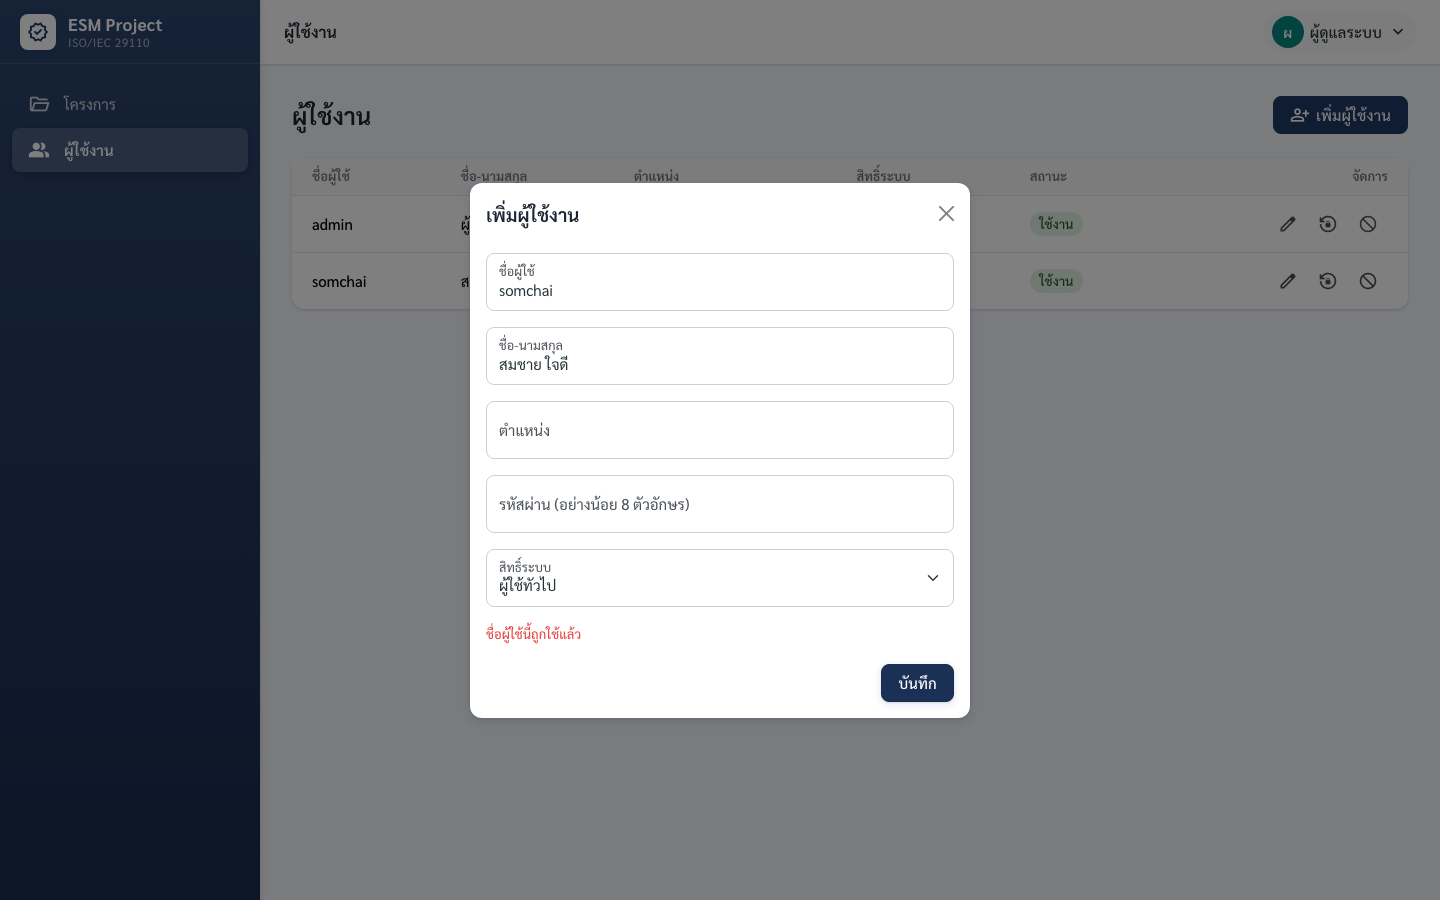 ESM Project
ISO/IEC 29110
ผู้ใช้งาน
ผ
ผู้ดูแลระบบ
โครงการ
ผู้ใช้งาน
ผู้ใช้งาน
เพิ่มผู้ใช้งาน
ชื่อผู้ใช้ ชื่อ-นามสกุล ตำแหน่ง สิทธิ์ระบบ สถานะ จัดการ
admin ใช้งาน
somchai ใช้งาน
เพิ่มผู้ใช้งาน
ชื่อผู้ใช้
somchai
ชื่อ-นามสกุล
สมชาย ใจดี
ตำแหน่ง
รหัสผ่าน (อย่างน้อย 8 ตัวอักษร)
สิทธิ์ระบบ
ผู้ใช้ทั่วไป
ชื่อผู้ใช้นี้ถูกใช้แล้ว
บันทึก